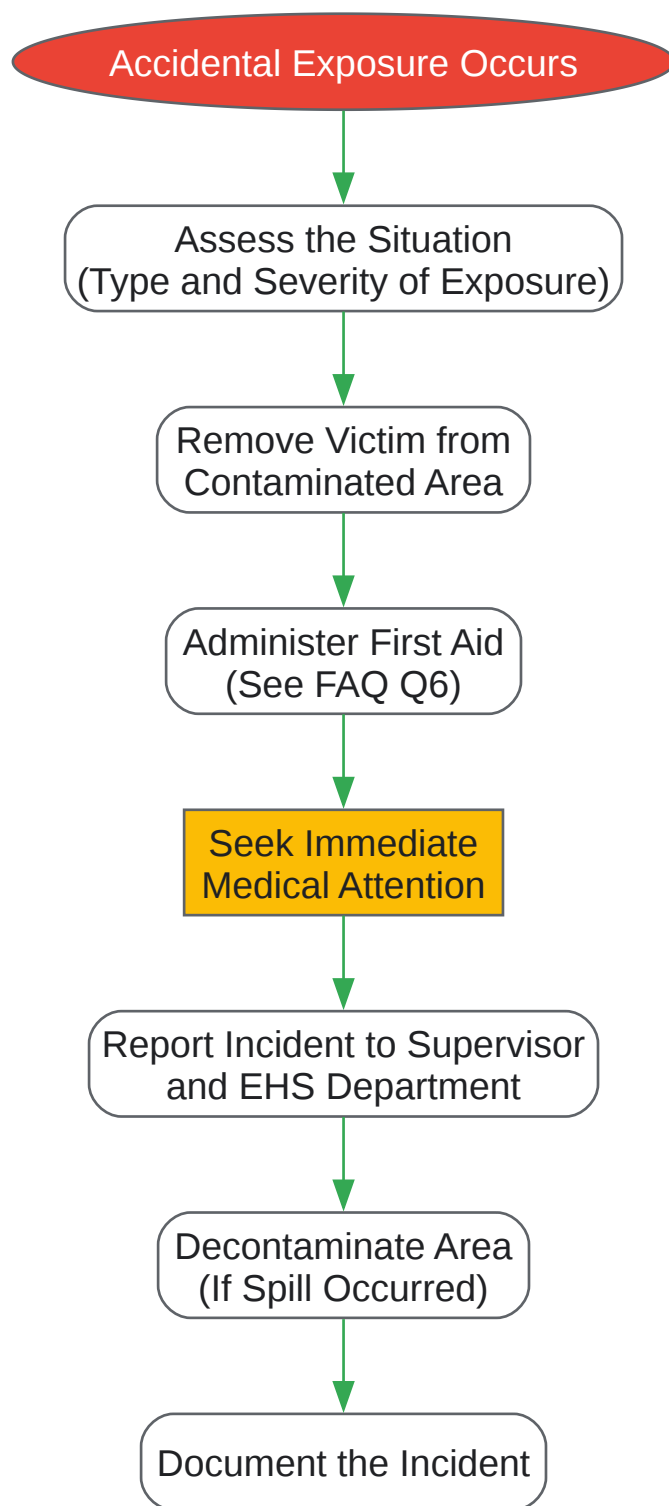 Accidental Exposure Occurs
Assess the Situation
(Type and Severity of Exposure)
Remove Victim from
Contaminated Area
Administer First Aid
(See FAQ Q6)
Seek Immediate
Medical Attention
Report Incident to Supervisor
and EHS Department
Decontaminate Area
(If Spill Occurred)
Document the Incident